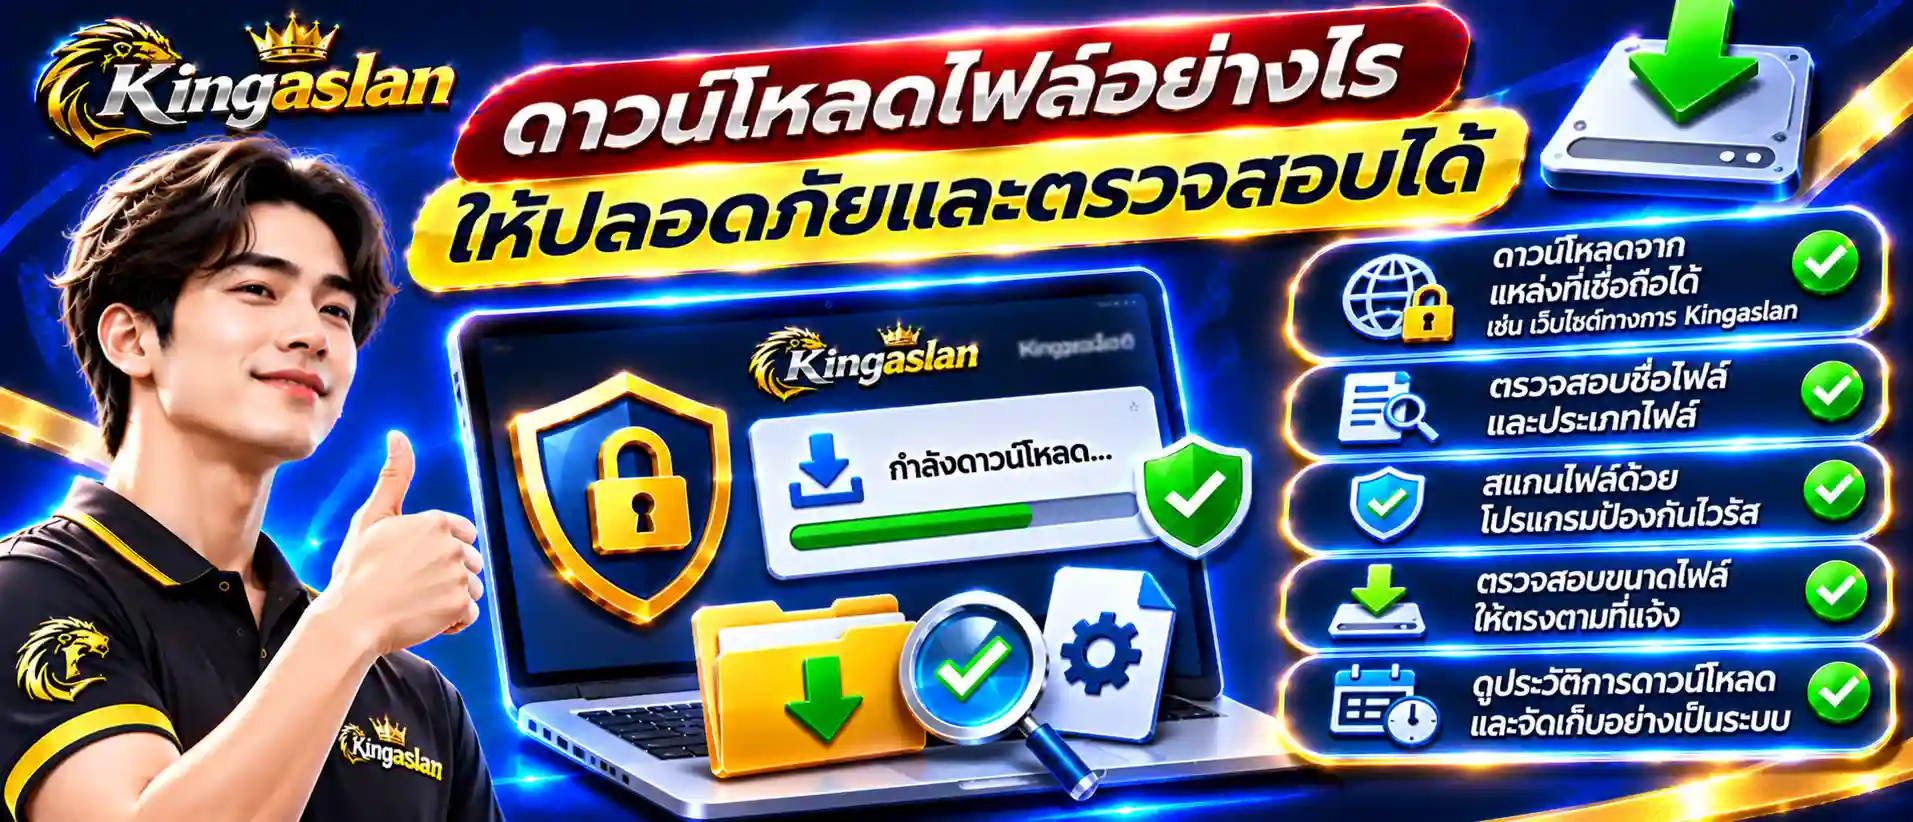 Kingaslan
ดาวน์โหลดไฟล์อย่างไร
ให้ปลอดภัยและตรวจสอบได้
Kingaslan
กำลังดาวน์โหลด...
ดาวน์โหลดจาก
แหล่งที่เชื่อถือได้
เช่น เว็บไซต์ทางการ Kingaslan
ตรวจสอบชื่อไฟล์
และประเภทไฟล์
สแกนไฟล์ด้วย
โปรแกรมป้องกันไวรัส
ตรวจสอบขนาดไฟล์
ให้ตรงตามที่แจ้ง
ดูประวัติการดาวน์โหลด
และจัดเก็บอย่างเป็นระบบ
Kingaslan